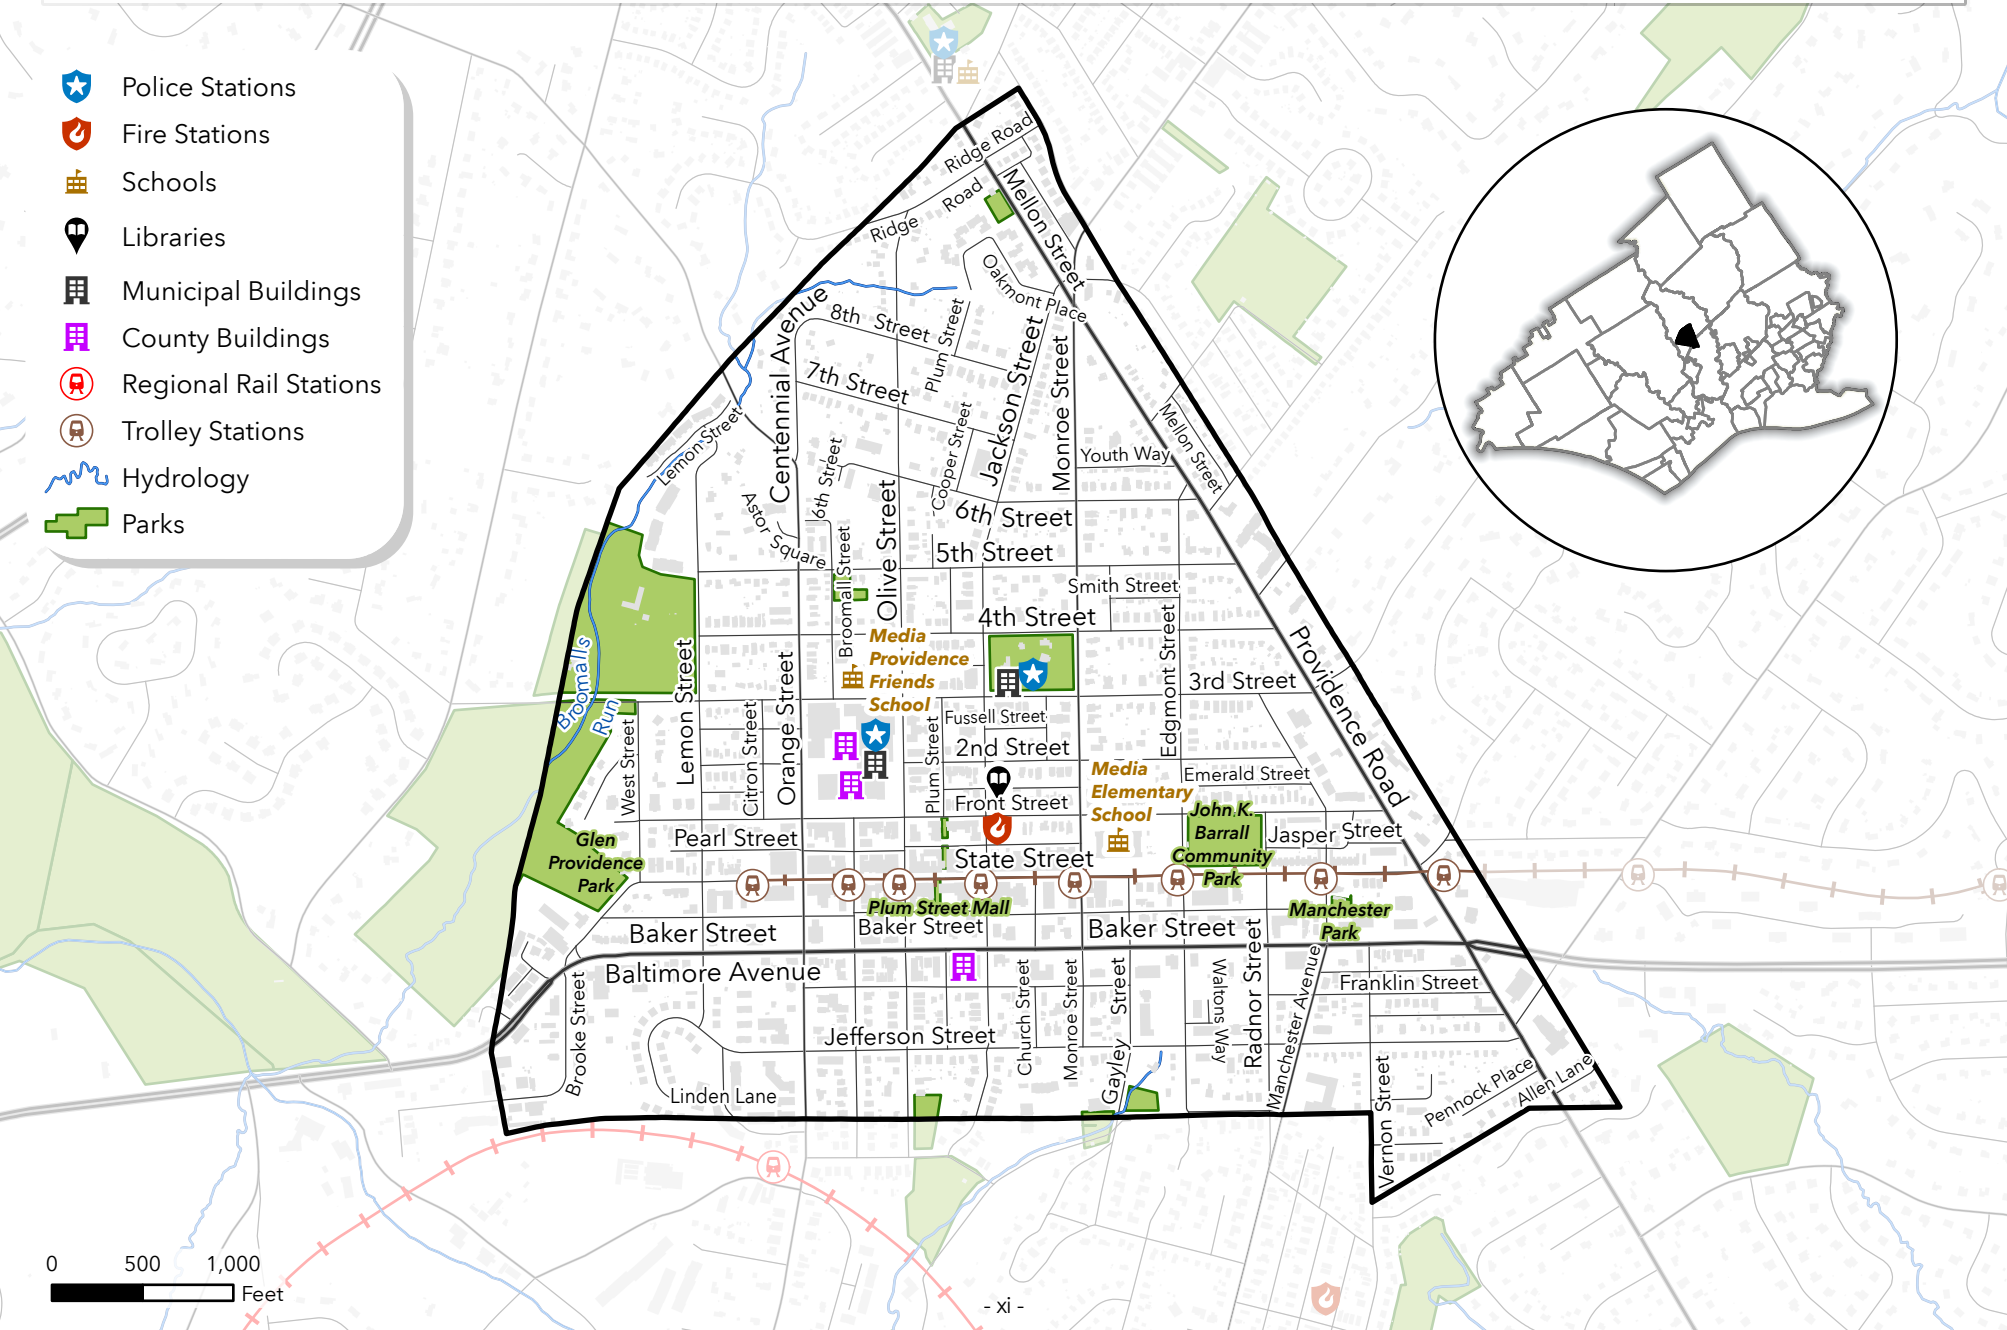 Police Stations
Fire Stations
Schools
Libraries
Municipal Buildings
County Buildings
Regional Rail Stations
Trolley Stations
Hydrology
Parks
Ridge Road
Ridge
Road
Mellon Street
Oakmont Place
Centennial Avenue
8th Street
Plum Street
7th Street
Jackson Street
Monroe Street
Cooper Street
Lemon Street
Mellon Street
Youth Way
6th Street
Astor Square
6th Street
Olive Street
5th Street
Broomall Street
Smith Street
4th Street
Edgmont Street
Media
Providence
Friends
School
Providence Road
Broomalls
Run
Lemon Street
Orange Street
3rd Street
West Street
Citron Street
Plum Street
Fussell Street
2nd Street
Media
Elementary
School
Emerald Street
Front Street
John K
Barrall
Community
Park
Jasper Street
Glen
Providence
Park
Pearl Street
State Street
Plum Street Mall
Manchester
Park
Baker Street
Baker Street
Baker Street
Baltimore Avenue
Brooke Street
Church Street
Monroe Street
Gayley Street
Waltons Way
Radnor Street
Manchester Avenue
Franklin Street
Jefferson Street
Linden Lane
Vernon Street
Pennock Place
Allen Lane
0 500 1,000
Feet
- xi -